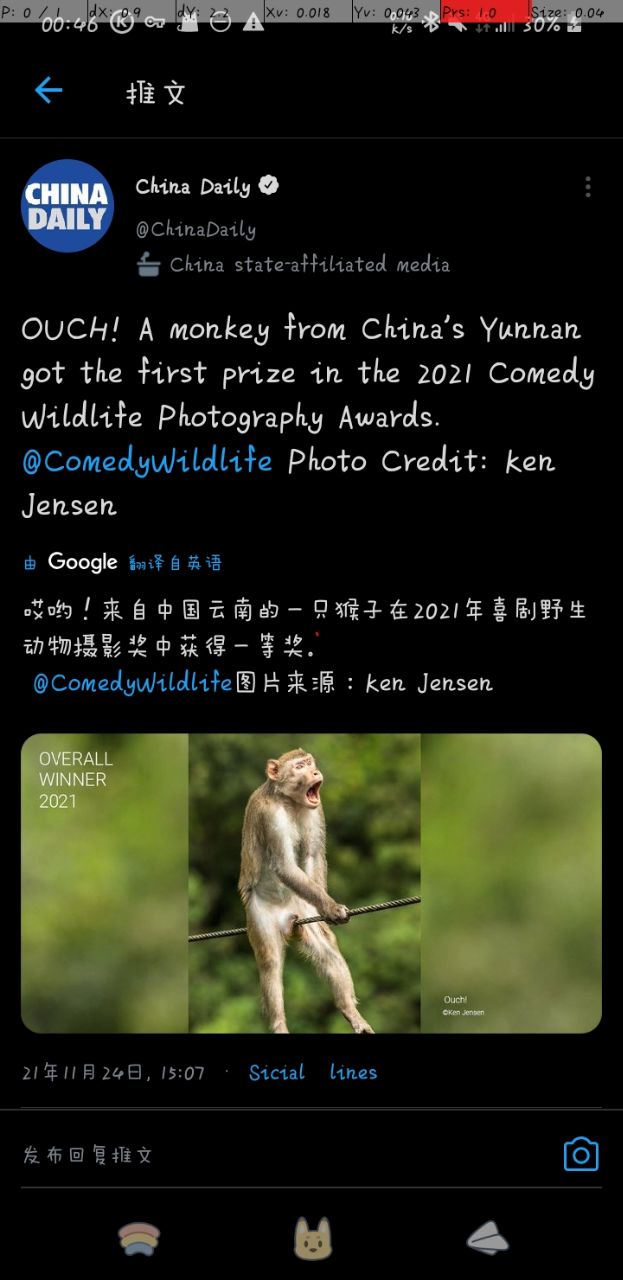 P: 0 / 1 dX: 0.9 Xv: 0.018 Yv: 0.043 Prs: 1.0 Size: 0.04
00:46 K/s 30%
推文
CHINA
DAILY
China Daily
@ChinaDaily
China state-affiliated media
OUCH! A monkey from China's Yunnan
got the first prize in the 2021 Comedy
Wildlife Photography Awards.
@ComedyWildlife Photo Credit: Ken
Jensen
由 Google 翻译自英语
哎哟！来自中国云南的一只猴子在2021年喜剧野生
动物摄影奖中获得一等奖。
@ComedyWildlife图片来源：Ken Jensen
OVERALL
WINNER
2021
Ouch!
©Ken Jensen
21年11月24日, 15:07 · Sicial lines
发布回复推文